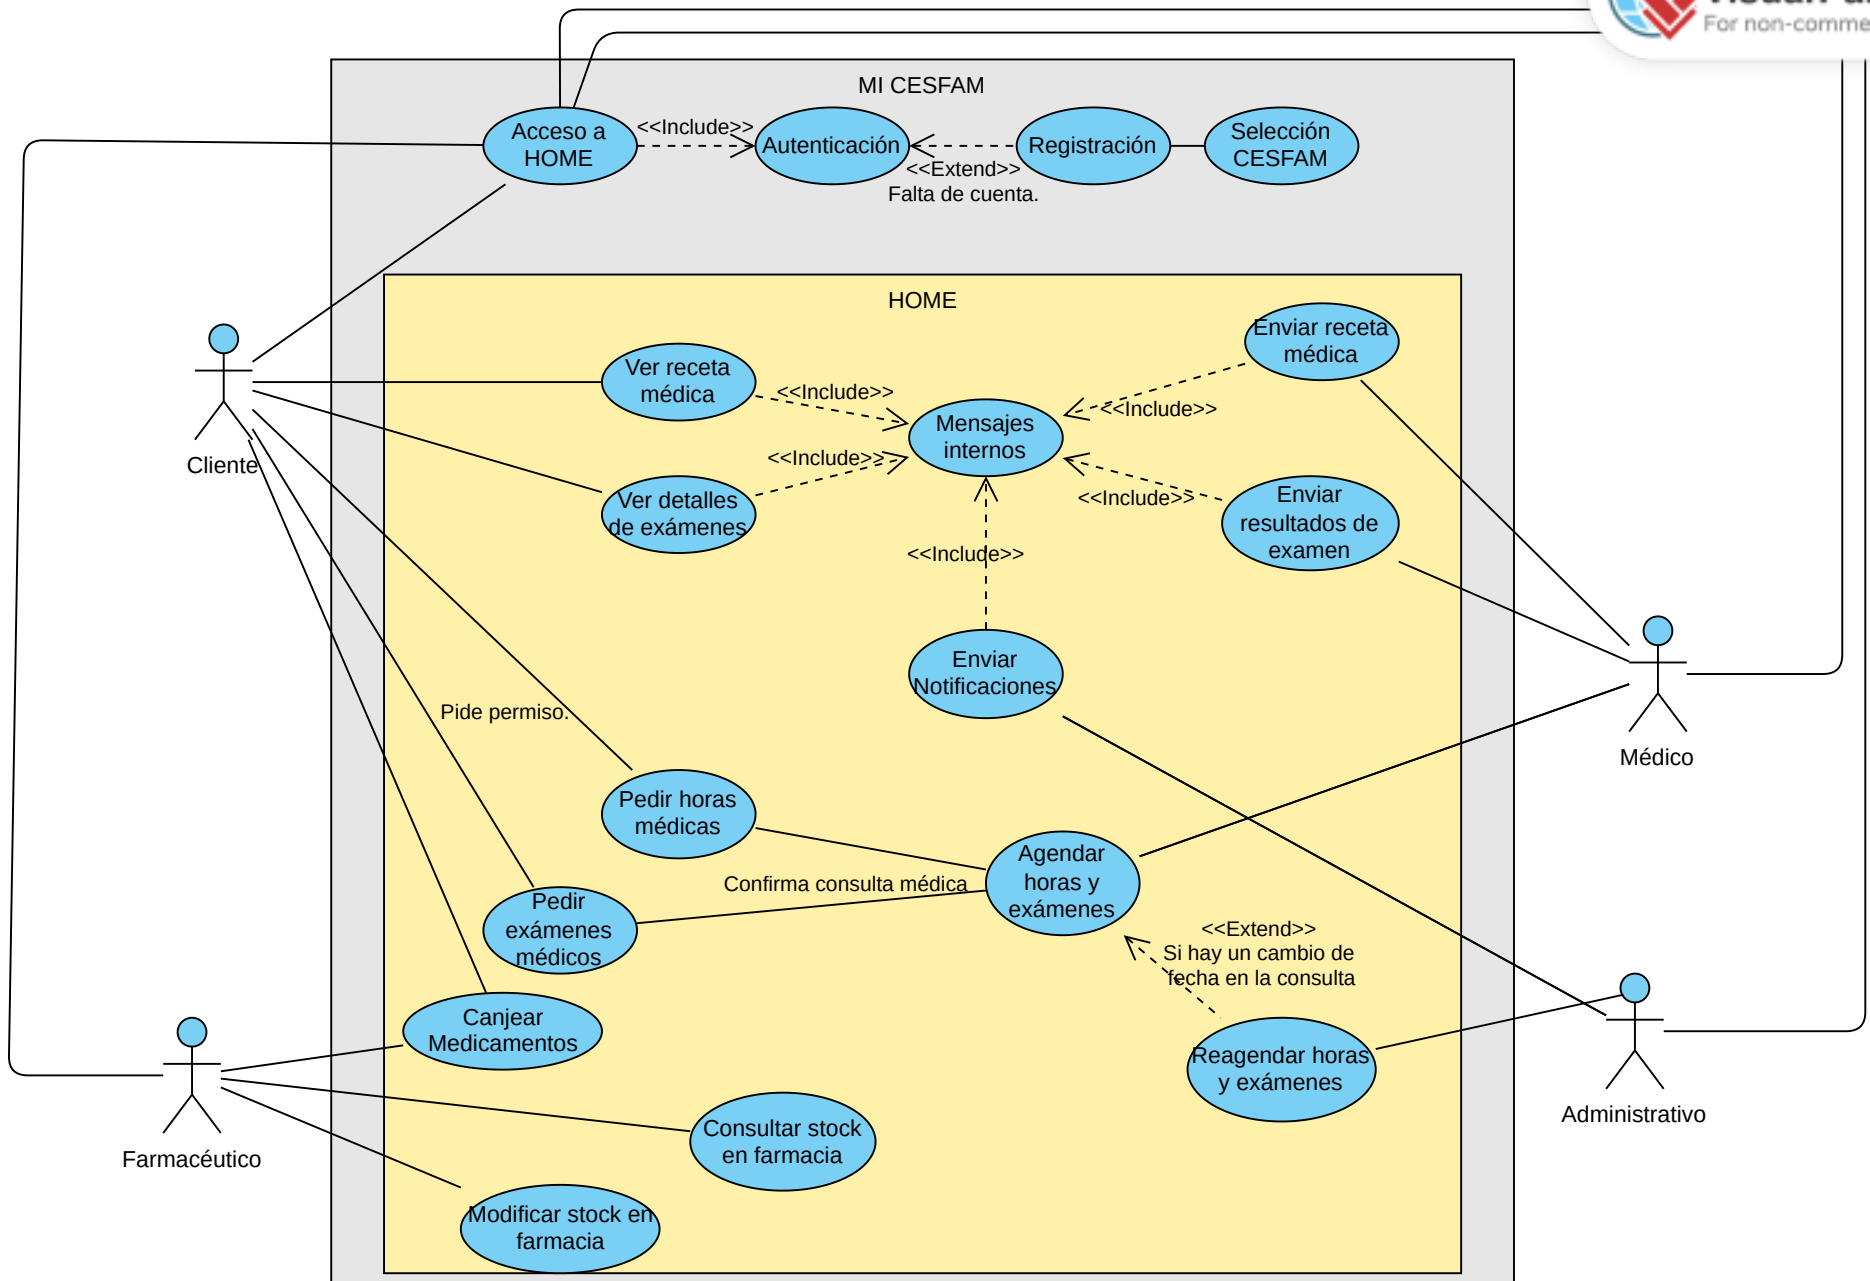 For non-comme
MI CESFAM
Acceso a
HOME
<<Include>>
Autenticación
<<Extend>>
Falta de cuenta.
Registración
Selección
CESFAM
HOME
Cliente
Ver receta
médica
<<Include>>
Mensajes
internos
Enviar receta
médica
<<Include>>
Ver detalles
de exámenes
<<Include>>
<<Include>>
Enviar
resultados de
examen
<<Include>>
Enviar
Notificaciones
Médico
Pide permiso.
Pedir horas
médicas
Confirma consulta médica
Agendar
horas y
exámenes
Pedir
exámenes
médicos
<<Extend>>
Si hay un cambio de
fecha en la consulta
Canjear
Medicamentos
Reagendar horas
y exámenes
Administrativo
Farmacéutico
Consultar stock
en farmacia
Modificar stock en
farmacia